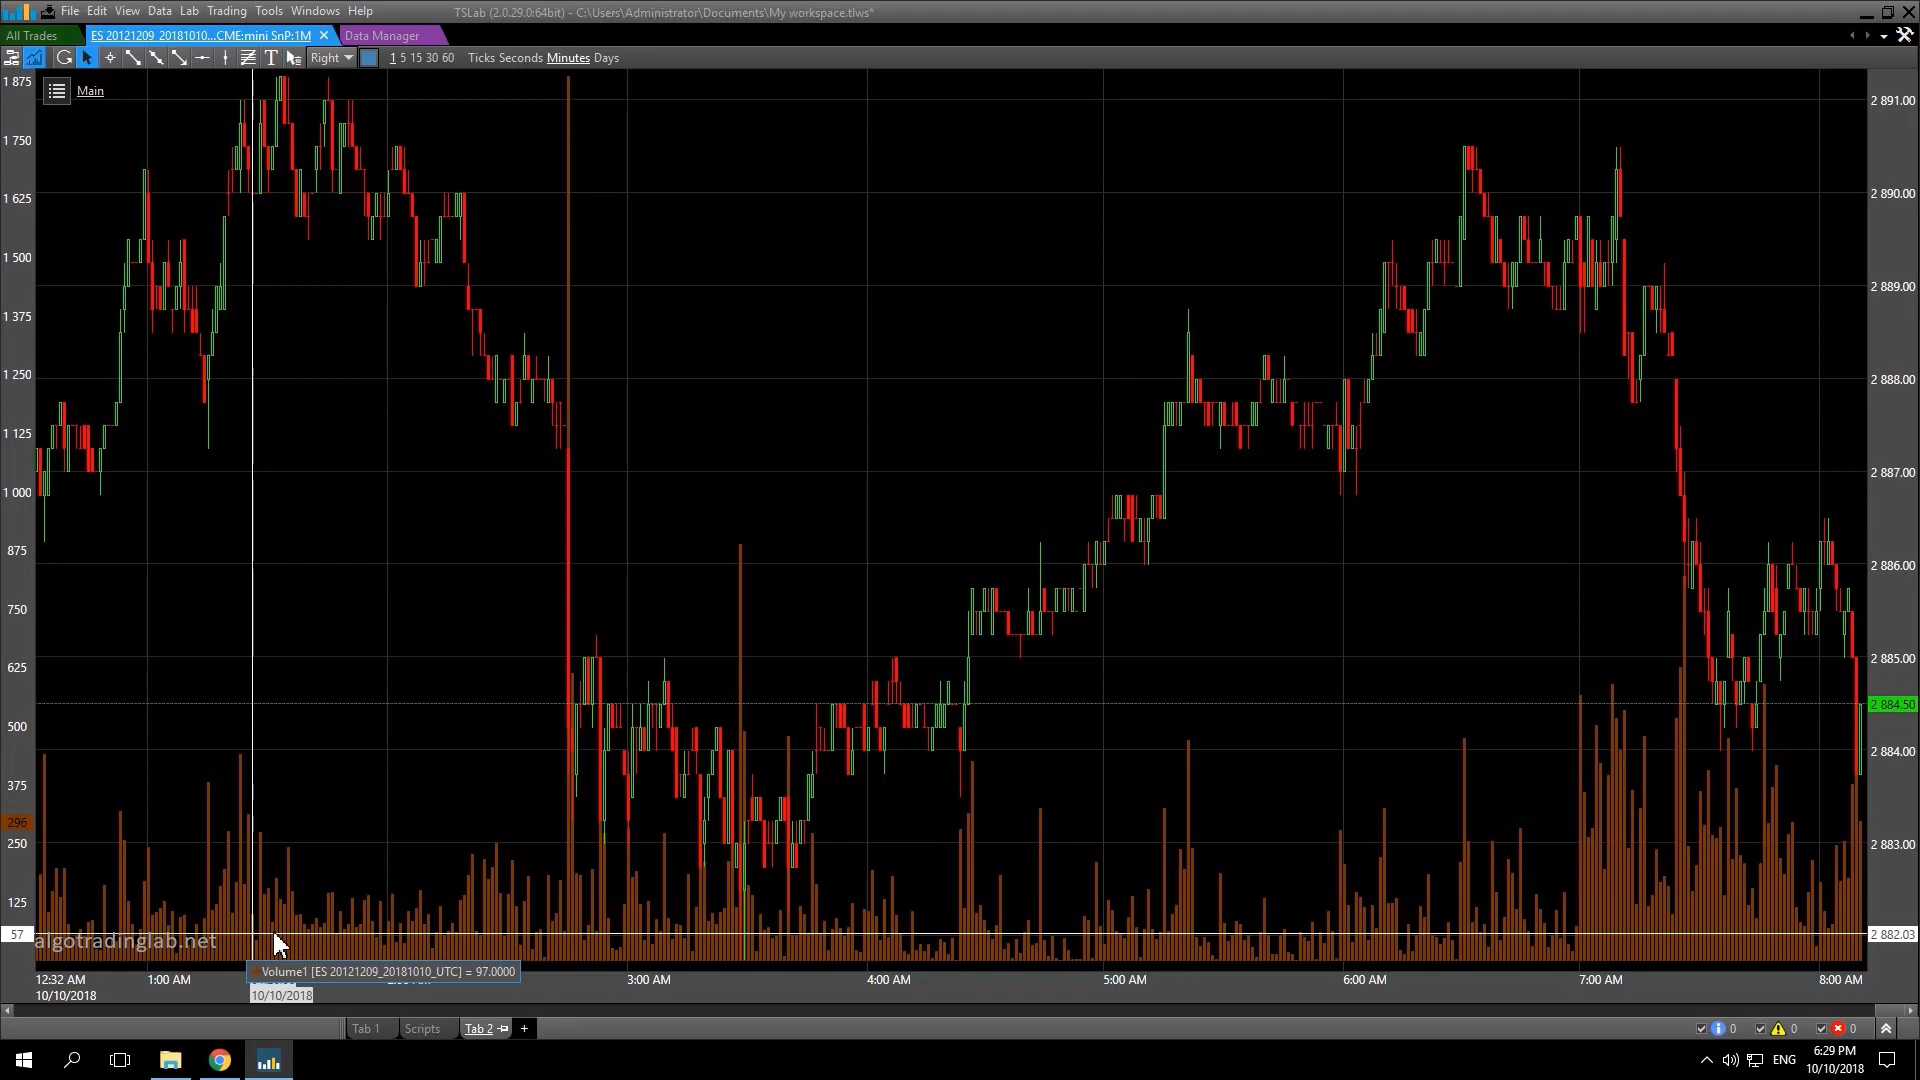 File Edit View Data Lab Trading Tools Windows Help
TSLab (2.0.29.0:64bit) - C:\Users\Administrator\Documents\My workspace.tlws*
All Trades
ES 20121209_20181010...CME:mini SnP:1M
Data Manager
Right
1 5 15 30 60
Ticks Seconds Minutes Days
Main
1 875
1 750
1 625
1 500
1 375
1 250
1 125
1 000
875
750
625
500
375
296
250
125
57
2 891.00
2 890.00
2 889.00
2 888.00
2 887.00
2 886.00
2 885.00
2 884.50
2 884.00
2 883.00
2 882.03
algotradinglab.net
Volume1 [ES 20121209_20181010_UTC] = 97.0000
12:32 AM 1:00 AM 3:00 AM 4:00 AM 5:00 AM 6:00 AM 7:00 AM 8:00 AM
10/10/2018 10/10/2018
Tab 1 Scripts Tab 2 +
0 0 0
ENG
6:29 PM
10/10/2018